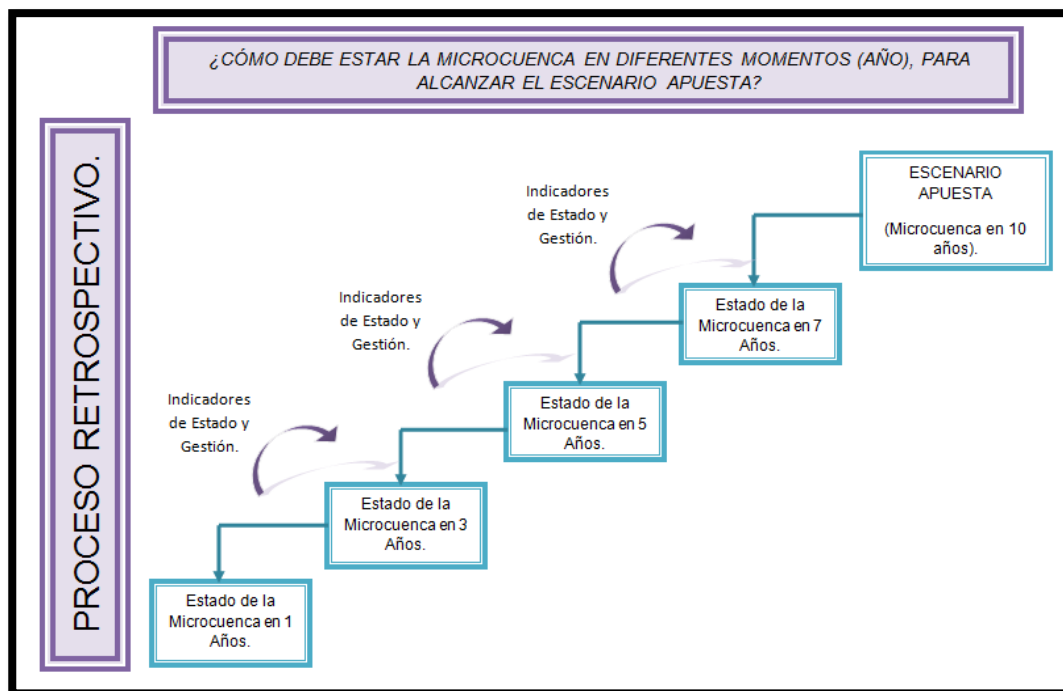 ¿CÓMO DEBE ESTAR LA MICROCUENCA EN DIFERENTES MOMENTOS (AÑO), PARA
ALCANZAR EL ESCENARIO APUESTA?
PROCESO RETROSPECTIVO.
ESCENARIO
APUESTA
(Microcuenca en 10
años).
Indicadores
de Estado y
Gestión.
Estado de la
Microcuenca en 7
Años.
Indicadores
de Estado y
Gestión.
Estado de la
Microcuenca en 5
Años.
Indicadores
de Estado y
Gestión.
Estado de la
Microcuenca en 3
Años.
Estado de la
Microcuenca en 1
Años.